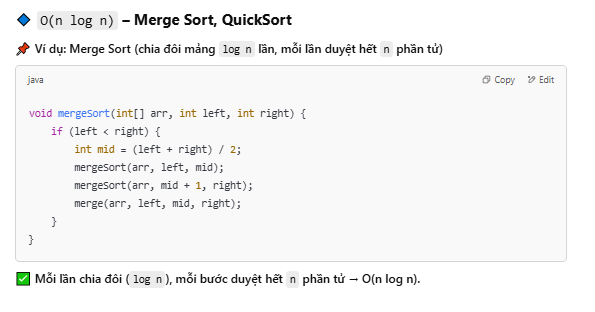 O(n log n) – Merge Sort, QuickSort
Ví dụ: Merge Sort (chia đôi mảng log n lần, mỗi lần duyệt hết n phần tử)
java Copy Edit
void mergeSort(int[] arr, int left, int right) {
    if (left < right) {
        int mid = (left + right) / 2;
        mergeSort(arr, left, mid);
        mergeSort(arr, mid + 1, right);
        merge(arr, left, mid, right);
    }
}
Mỗi lần chia đôi ( log n ), mỗi bước duyệt hết n phần tử → O(n log n).